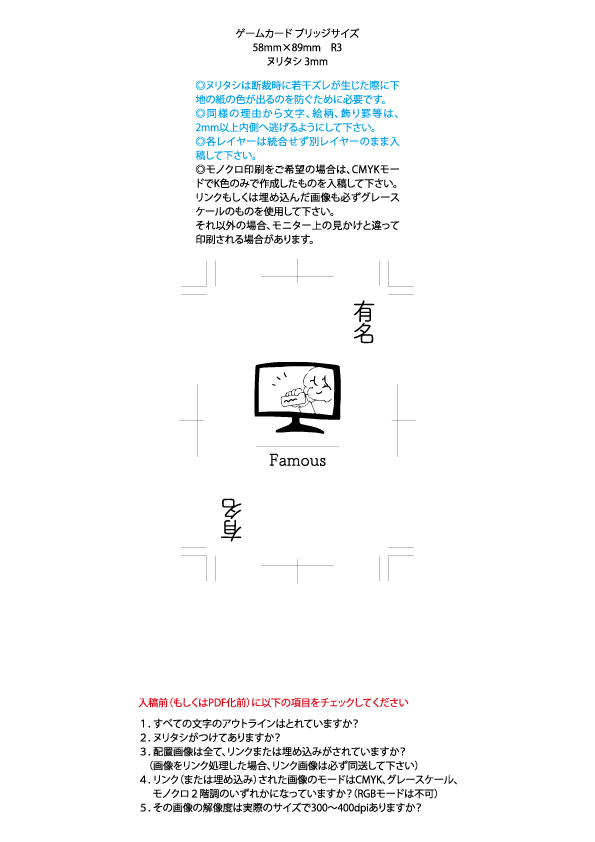 ゲームカード ブリッジサイズ
58mm×89mm　R3
ヌリタシ 3mm
◎ヌリタシは断裁時に若干ズレが生じた際に下
地の紙の色が出るのを防ぐために必要です。
◎同様の理由から文字、絵柄、飾り罫等は、
2mm以上内側へ逃げるようにして下さい。
◎各レイヤーは統合せず別レイヤーのまま入
稿して下さい。
◎モノクロ印刷をご希望の場合は、CMYKモー
ドでK色のみで作成したものを入稿して下さい。
リンクもしくは埋め込んだ画像も必ずグレース
ケールのものを使用して下さい。
それ以外の場合、モニター上の見かけと違って
印刷される場合があります。
有名
Famous
有名
入稿前（もしくはPDF化前）に以下の項目をチェックしてください
１．すべての文字のアウトラインはとれていますか？
２．ヌリタシがつけてありますか？
３．配置画像は全て、リンクまたは埋め込みがされていますか？
（画像をリンク処理した場合、リンク画像は必ず同送して下さい）
４．リンク（または埋め込み）された画像のモードはCMYK、グレースケール、
モノクロ２階調のいずれかになっていますか？（RGBモードは不可）
５．その画像の解像度は実際のサイズで300〜400dpiありますか？